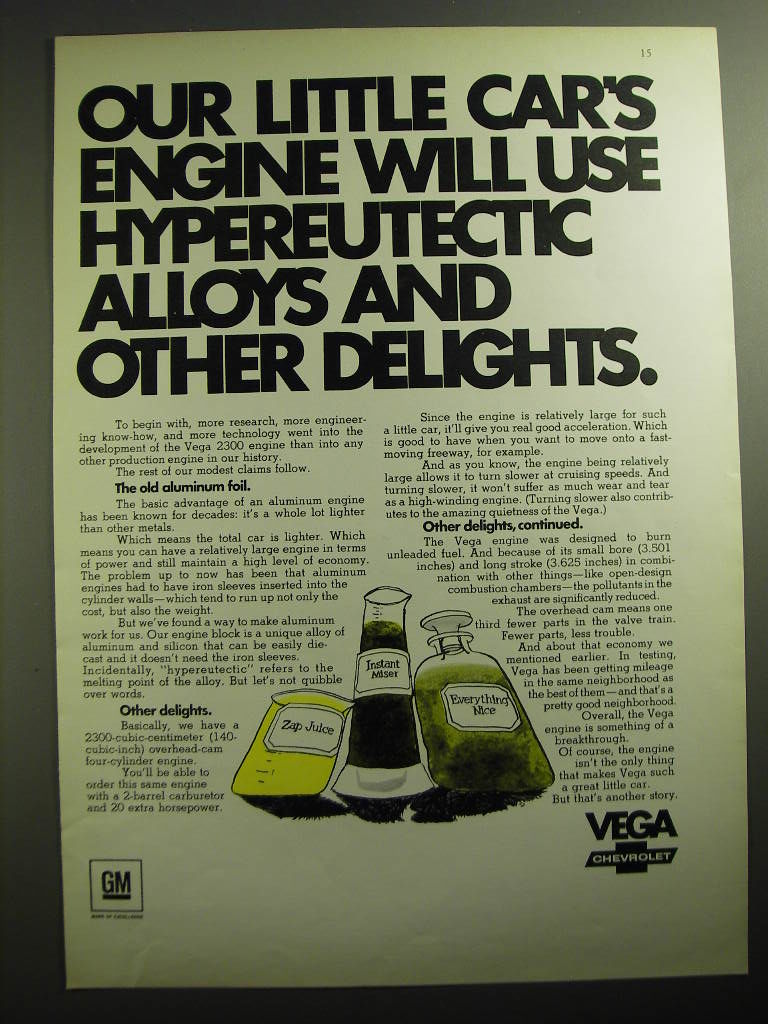 15
OUR LITTLE CAR'S
ENGINE WILL USE
HYPEREUTECTIC
ALLOYS AND
OTHER DELIGHTS.
To begin with, more research, more engineer-
ing know-how, and more technology went into the
development of the Vega 2300 engine than into any
other production engine in our history.
The rest of our modest claims follow.
The old aluminum foil.
The basic advantage of an aluminum engine
has been known for decades: it's a whole lot lighter
than other metals.
Which means the total car is lighter. Which
means you can have a relatively large engine in terms
of power and still maintain a high level of economy.
The problem up to now has been that aluminum
engines had to have iron sleeves inserted into the
cylinder walls—which tend to run up not only the
cost, but also the weight.
But we've found a way to make aluminum
work for us. Our engine block is a unique alloy of
aluminum and silicon that can be easily die-
cast and it doesn't need the iron sleeves.
Incidentally, "hypereutectic" refers to the
melting point of the alloy. But let's not quibble
over words.
Other delights.
Basically, we have a
2300-cubic-centimeter (140-
cubic-inch) overhead-cam
four-cylinder engine.
You'll be able to
order this same engine
with a 2-barrel carburetor
and 20 extra horsepower.
Since the engine is relatively large for such
a little car, it'll give you real good acceleration. Which
is good to have when you want to move onto a fast-
moving freeway, for example.
And as you know, the engine being relatively
large allows it to turn slower at cruising speeds. And
turning slower, it won't suffer as much wear and tear
as a high-winding engine. (Turning slower also contrib-
utes to the amazing quietness of the Vega.)
Other delights, continued.
The Vega engine was designed to burn
unleaded fuel. And because of its small bore (3.501
inches) and long stroke (3.625 inches) in combi-
nation with other things—like open-design
combustion chambers—the pollutants in the
exhaust are significantly reduced.
The overhead cam means one
third fewer parts in the valve train.
Fewer parts, less trouble.
And about that economy we
mentioned earlier. In testing,
Vega has been getting mileage
in the same neighborhood as
the best of them—and that's a
pretty good neighborhood.
Overall, the Vega
engine is something of a
breakthrough.
Of course, the engine
isn't the only thing
that makes Vega such
a great little car.
But that's another story.
Zap Juice
Instant
Miser
Everything
Nice
VEGA
CHEVROLET
GM
MARK OF EXCELLENCE